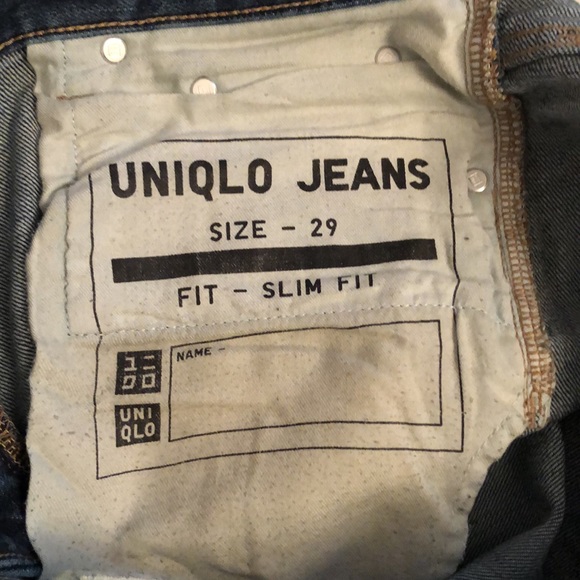 UNIQLO JEANS
SIZE - 29
FIT - SLIM FIT
NAME -
ユニ
クロ
UNI
QLO